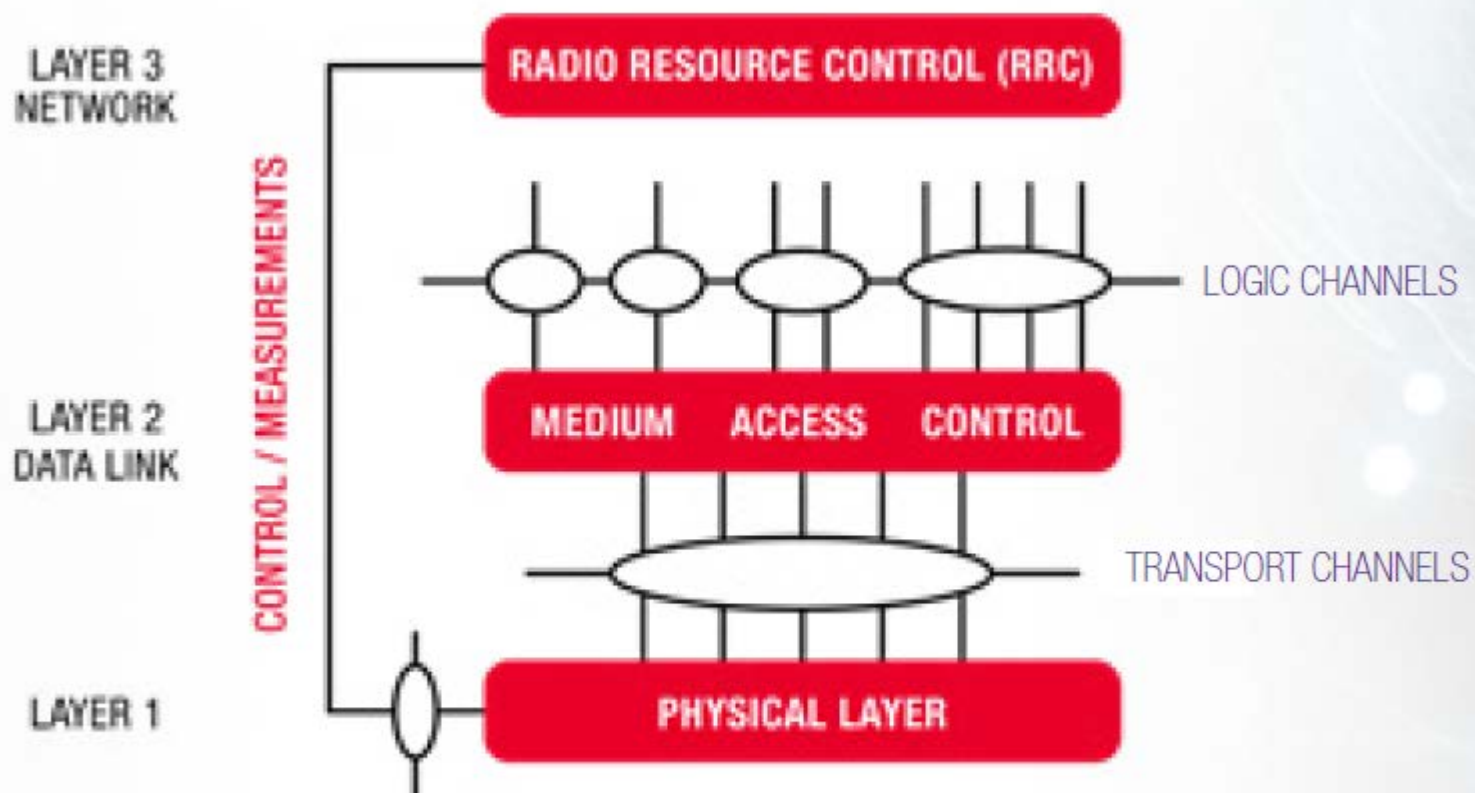 LAYER 3
NETWORK
RADIO RESOURCE CONTROL (RRC)
CONTROL / MEASUREMENTS
LOGIC CHANNELS
LAYER 2
DATA LINK
MEDIUM ACCESS CONTROL
TRANSPORT CHANNELS
LAYER 1
PHYSICAL LAYER